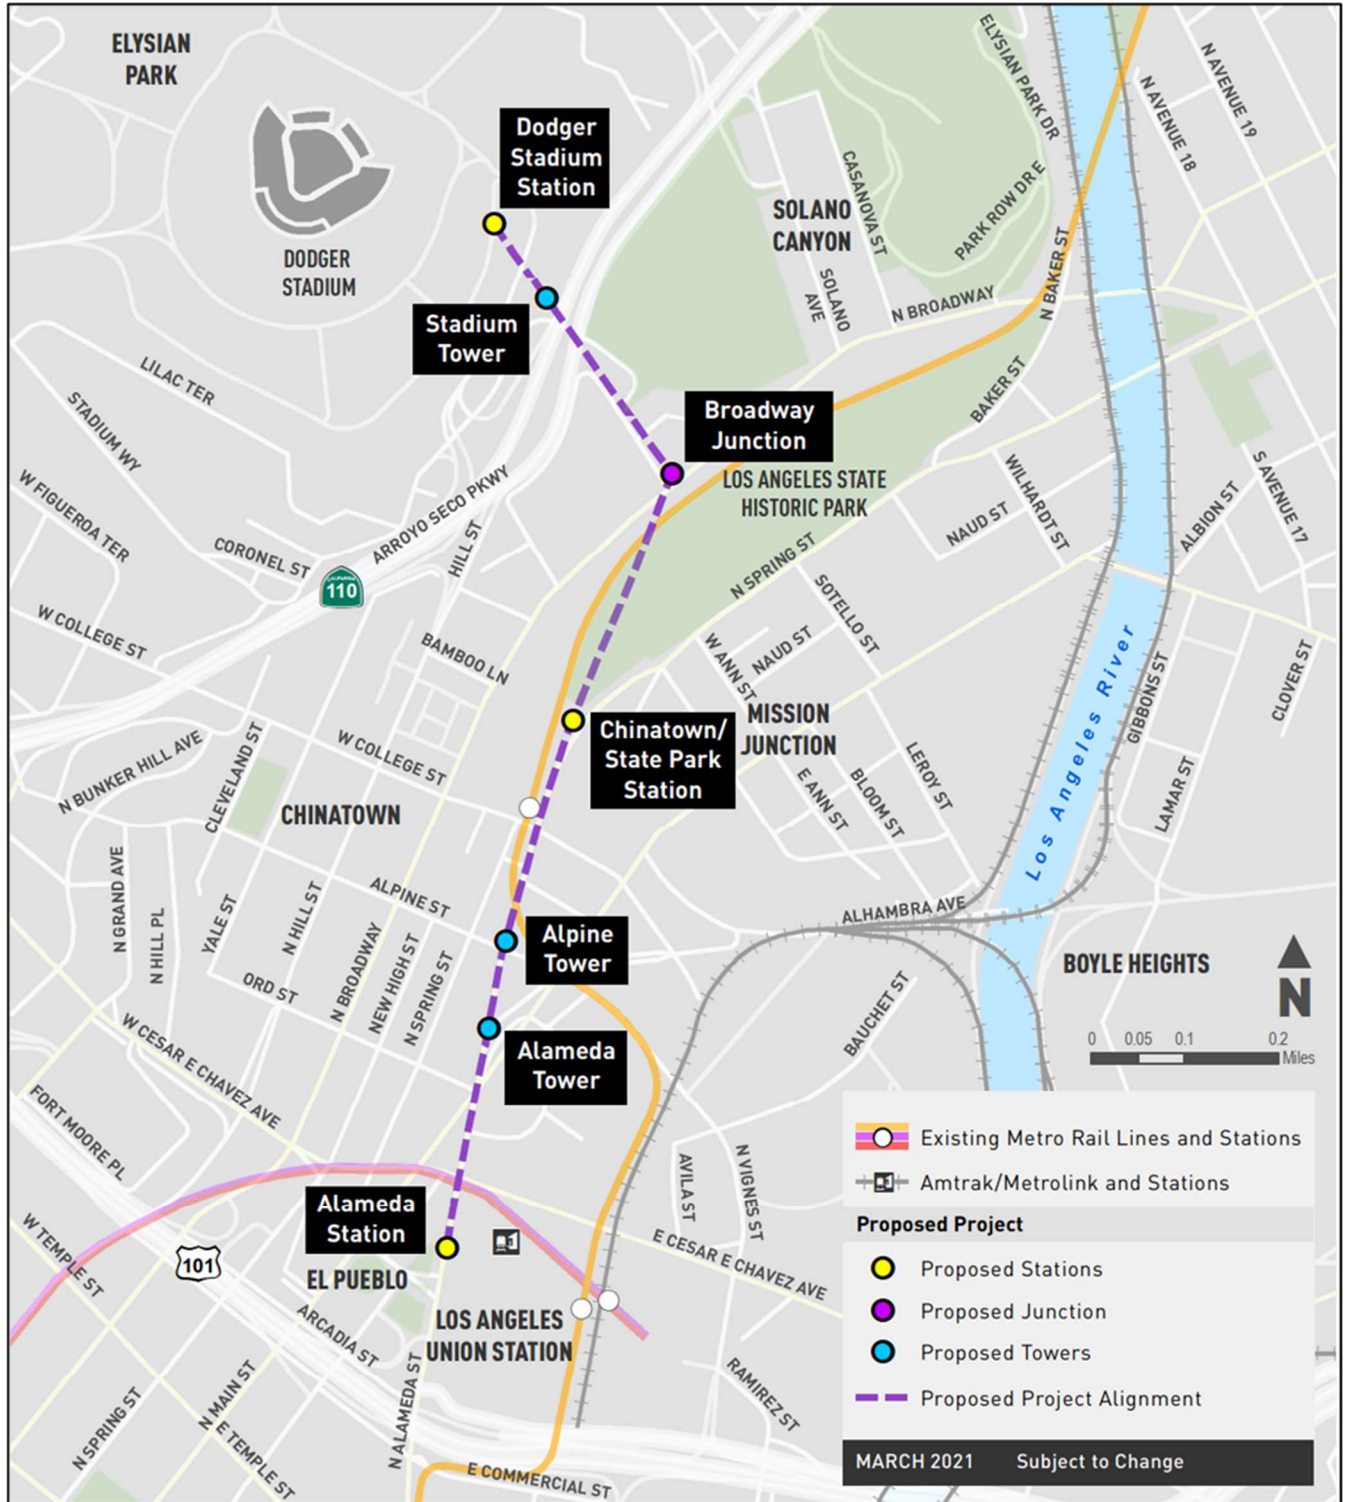 ELYSIAN
PARK
Dodger
Stadium
Station
DODGER
STADIUM
Stadium
Tower
ELYSIAN PARK DR
N AVENUE 19
N AVENUE 18
CASANOVA ST
PARK ROW DR E
SOLANO
CANYON
SOLANO
AVE
N BROADWAY
N BAKER ST
BAKER ST
LILAC TER
STADIUM WY
W FIGUEROA TER
Broadway
Junction
LOS ANGELES STATE
HISTORIC PARK
ARROYO SECO PKWY
HILL ST
CORONEL ST
CALIFORNIA
110
WILHARDT ST
NAUD ST
ALBION ST
S AVENUE 17
N SPRING ST
SOTELLO ST
W COLLEGE ST
BAMBOO LN
W ANN ST
NAUD ST
MISSION
JUNCTION
Los Angeles River
GIBBONS ST
CLOVER ST
Chinatown/
State Park
Station
N BUNKER HILL AVE
CLEVELAND ST
W COLLEGE ST
CHINATOWN
E ANN ST
BLOOM ST
LEROY ST
LAMAR ST
N GRAND AVE
N HILL PL
YALE ST
N HILL ST
ALPINE ST
ORD ST
N BROADWAY
NEW HIGH ST
N SPRING ST
Alpine
Tower
ALHAMBRA AVE
BOYLE HEIGHTS
N
BAUCHET ST
0 0.05 0.1 0.2
Miles
W CESAR E CHAVEZ AVE
Alameda
Tower
FORT MOORE PL
AVILA ST
N VIGNES ST
Alameda
Station
W TEMPLE ST
101
EL PUEBLO
E CESAR E CHAVEZ AVE
LOS ANGELES
UNION STATION
ARCADIA ST
N SPRING ST
N MAIN ST
E TEMPLE ST
N ALAMEDA ST
RAMIREZ ST
E COMMERCIAL ST
Existing Metro Rail Lines and Stations
Amtrak/Metrolink and Stations
Proposed Project
Proposed Stations
Proposed Junction
Proposed Towers
Proposed Project Alignment
MARCH 2021 Subject to Change